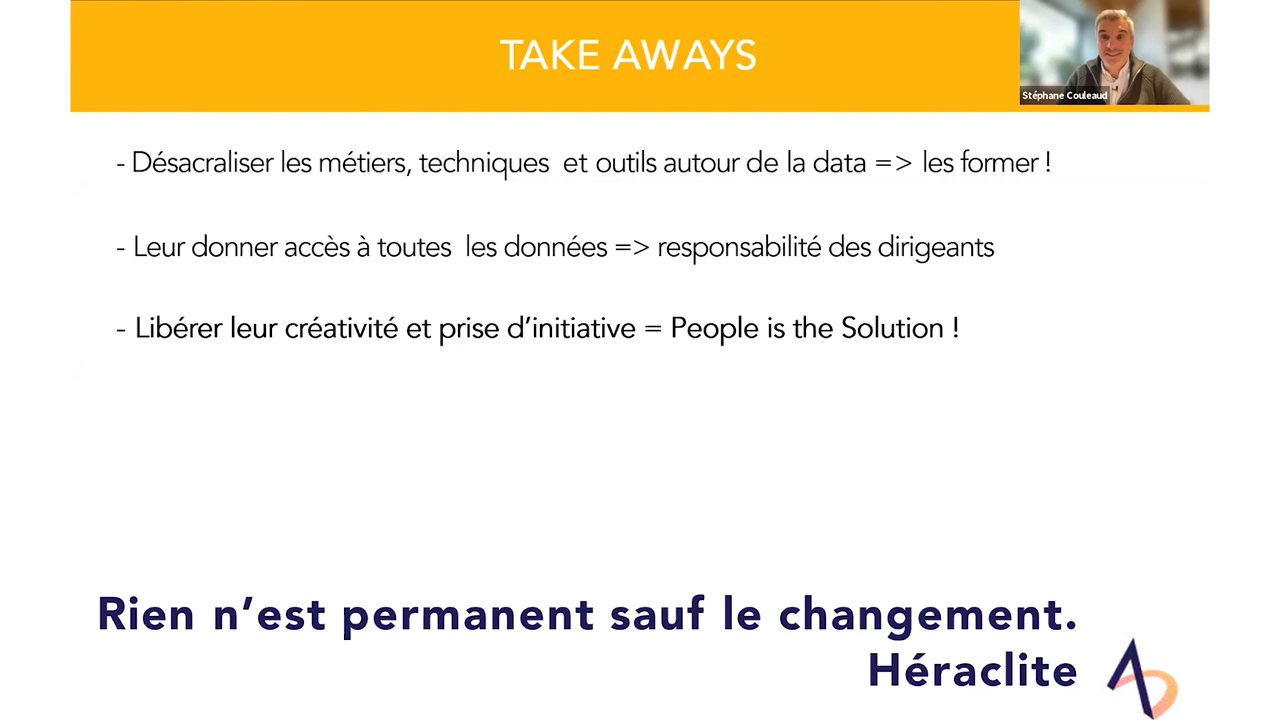 TAKE AWAYS
Stéphane Couleaud
- Désacraliser les métiers, techniques et outils autour de la data => les former !
- Leur donner accès à toutes les données => responsabilité des dirigeants
- Libérer leur créativité et prise d’initiative = People is the Solution !
Rien n’est permanent sauf le changement.
Héraclite